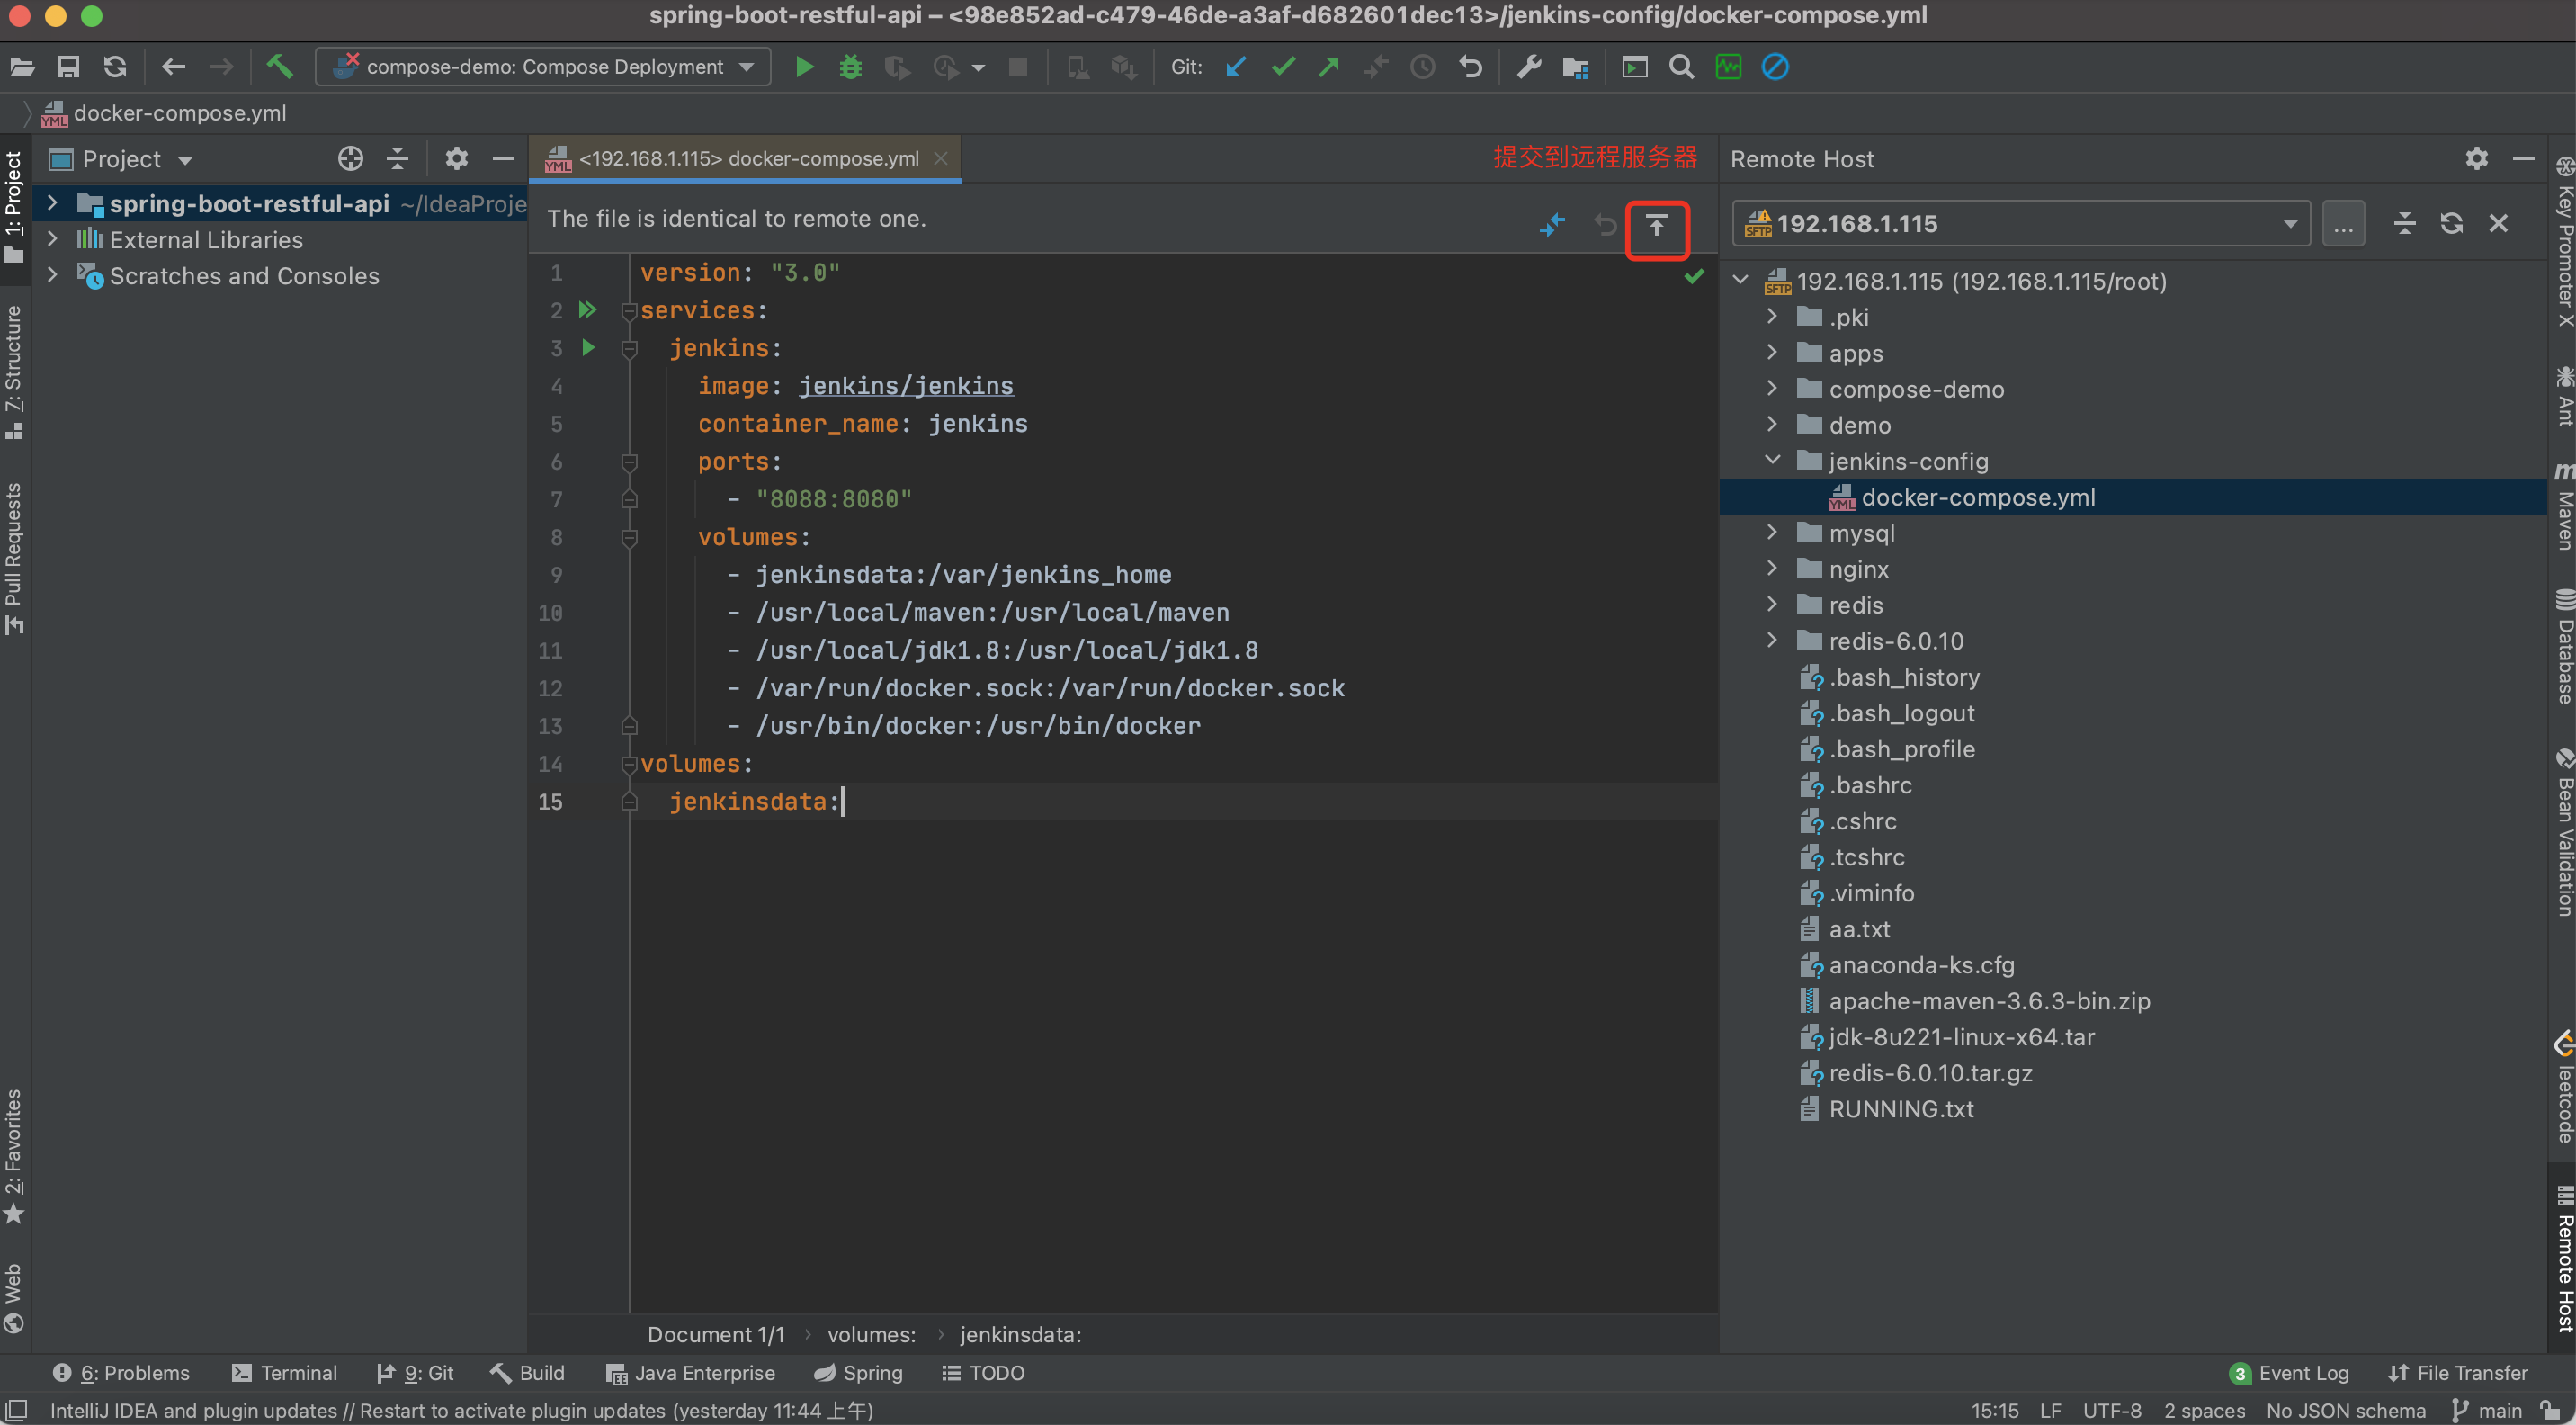 spring-boot-restful-api – <98e852ad-c479-46de-a3af-d682601dec13>/jenkins-config/docker-compose.yml
compose-demo: Compose Deployment
Git:
docker-compose.yml
1: Project
Z: Structure
Pull Requests
2: Favorites
Web
Project
spring-boot-restful-api ~/IdeaProje
External Libraries
Scratches and Consoles
<192.168.1.115> docker-compose.yml
提交到远程服务器
The file is identical to remote one.
1 version: "3.0"
2 services:
3 jenkins:
4 image: jenkins/jenkins
5 container_name: jenkins
6 ports:
7 - "8088:8080"
8 volumes:
9 - jenkinsdata:/var/jenkins_home
10 - /usr/local/maven:/usr/local/maven
11 - /usr/local/jdk1.8:/usr/local/jdk1.8
12 - /var/run/docker.sock:/var/run/docker.sock
13 - /usr/bin/docker:/usr/bin/docker
14 volumes:
15 jenkinsdata:
Document 1/1 › volumes: › jenkinsdata:
Remote Host
SFTP 192.168.1.115
...
192.168.1.115 (192.168.1.115/root)
.pki
apps
compose-demo
demo
jenkins-config
docker-compose.yml
mysql
nginx
redis
redis-6.0.10
.bash_history
.bash_logout
.bash_profile
.bashrc
.cshrc
.tcshrc
.viminfo
aa.txt
anaconda-ks.cfg
apache-maven-3.6.3-bin.zip
jdk-8u221-linux-x64.tar
redis-6.0.10.tar.gz
RUNNING.txt
Key Promoter X
Ant
Maven
Database
Bean Validation
leetcode
Remote Host
6: Problems
Terminal
9: Git
Build
Java Enterprise
Spring
TODO
3 Event Log
File Transfer
IntelliJ IDEA and plugin updates // Restart to activate plugin updates (yesterday 11:44 上午)
15:15 LF UTF-8 2 spaces No JSON schema main